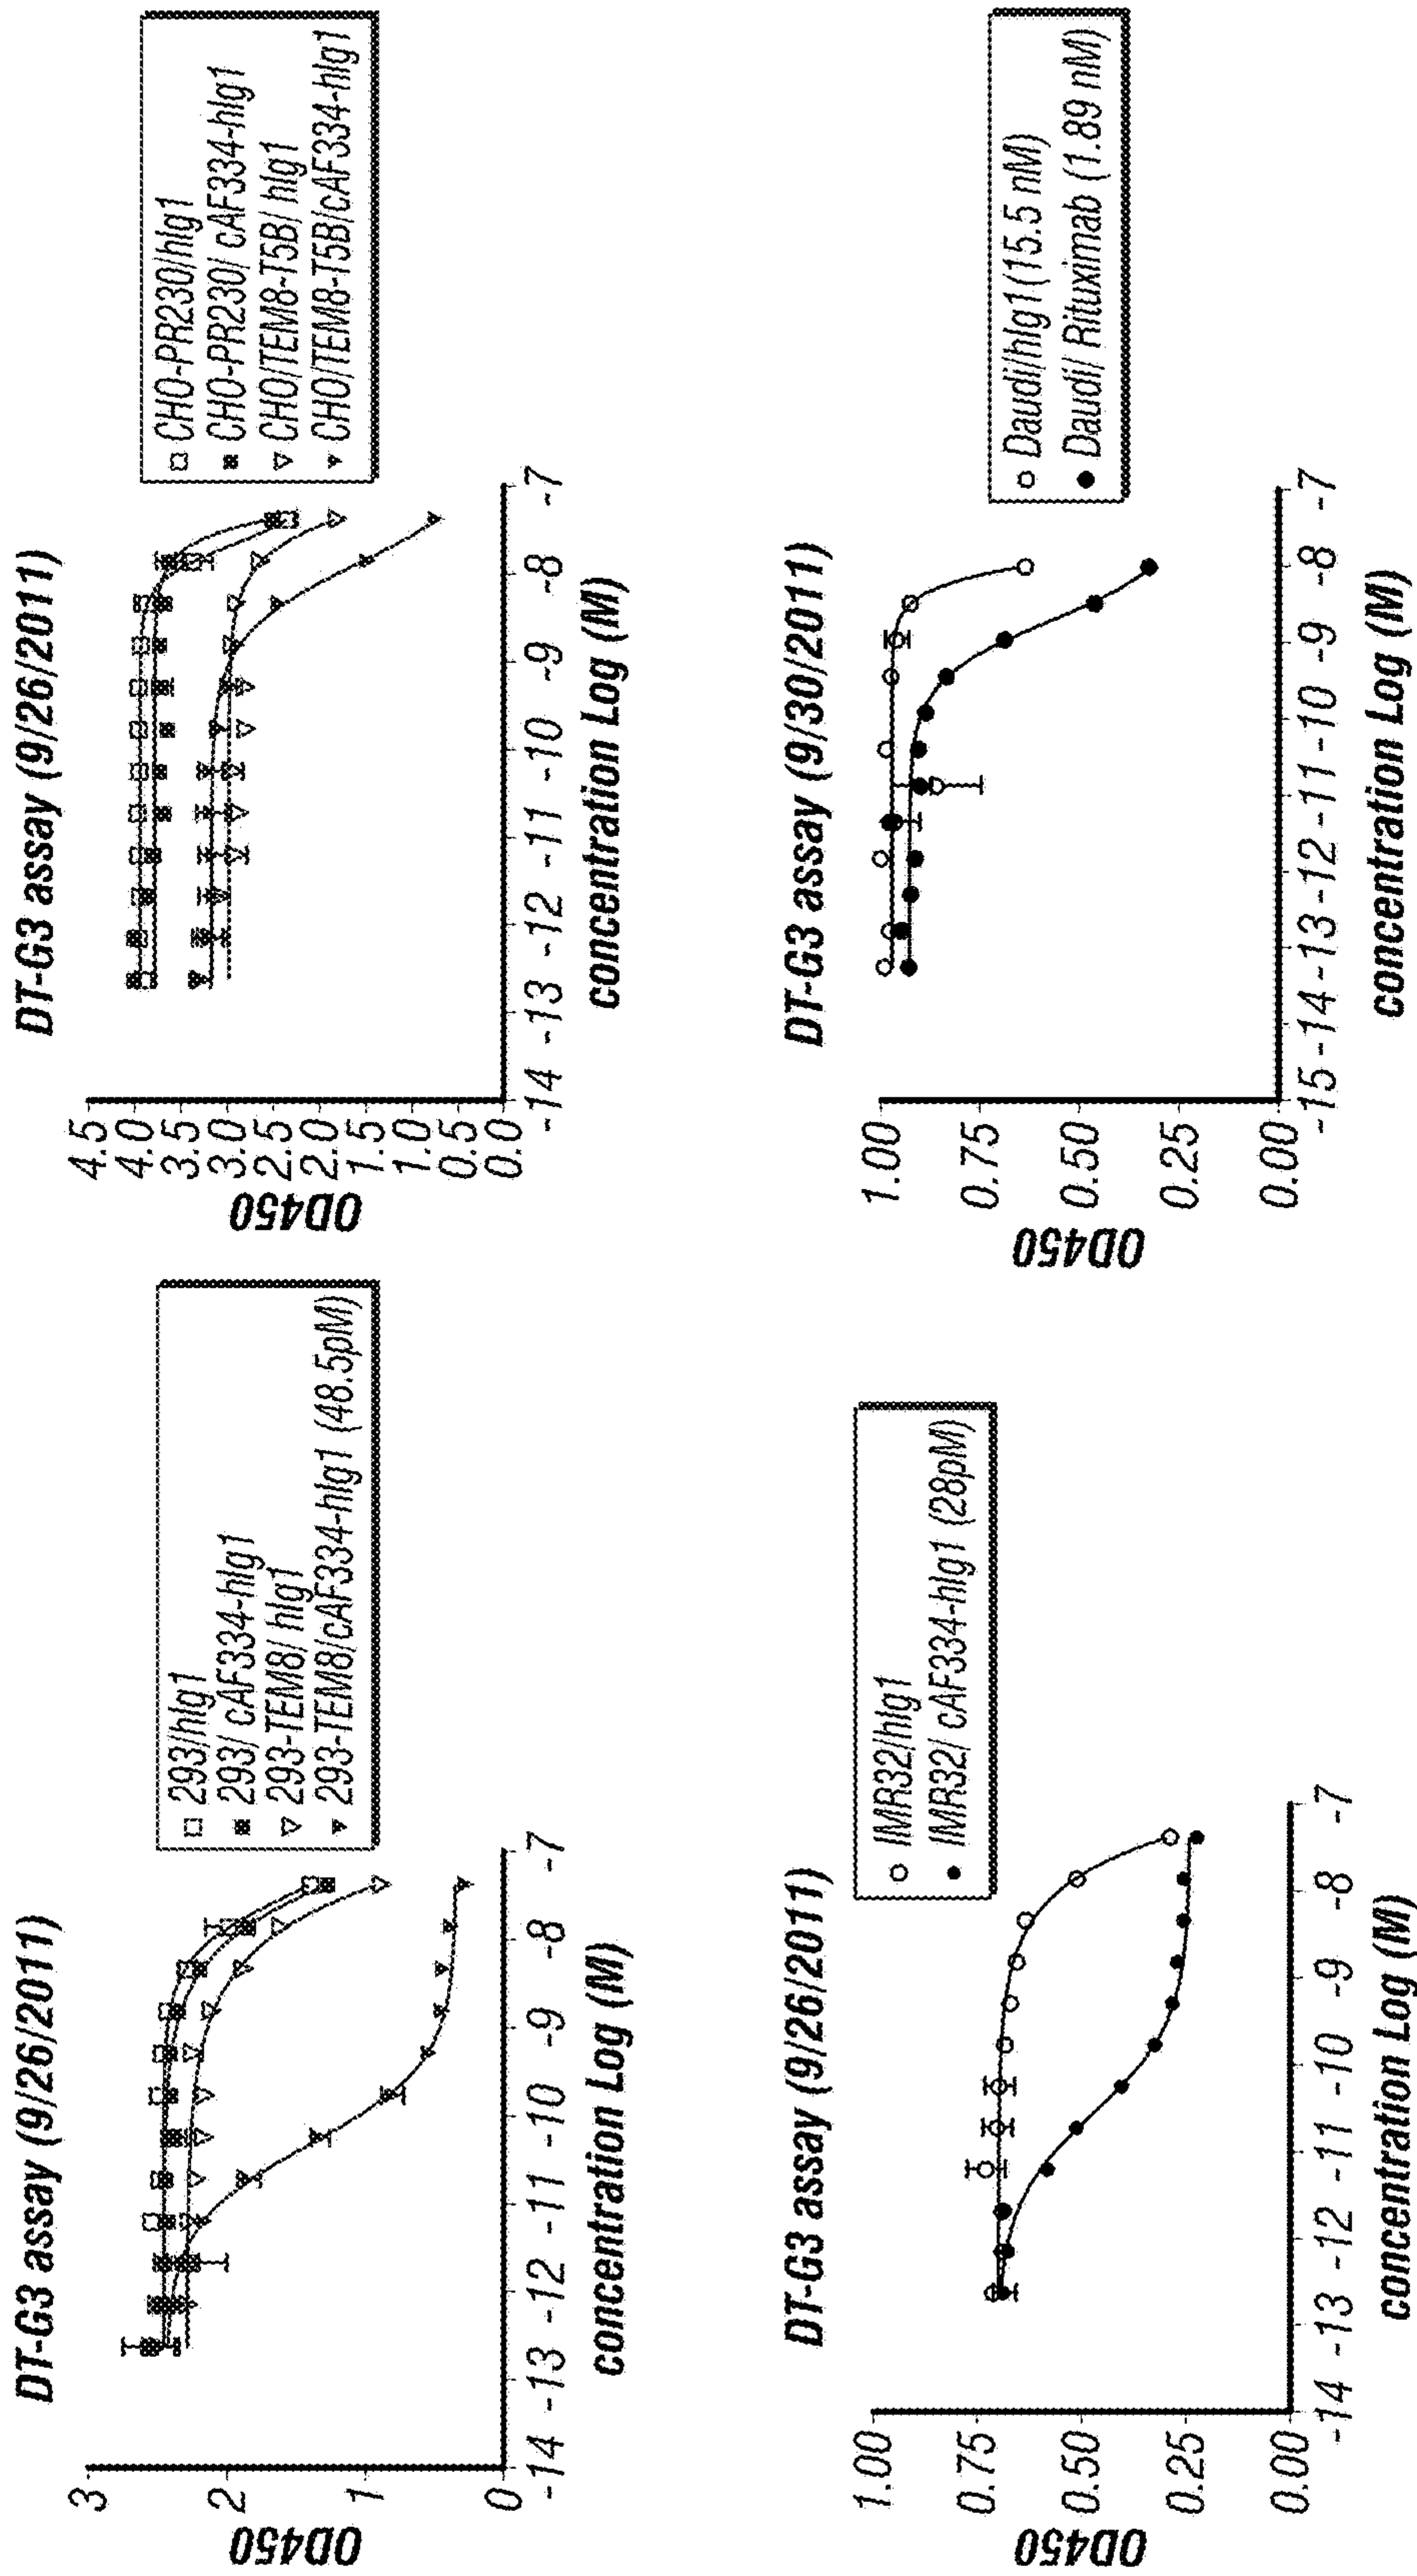 DT-G3 assay (9/26/2011)
OD450
3
2
1
0
-14 -13 -12 -11 -10 -9 -8 -7
concentration Log (M)
293/hIg1
293/ cAF334-hIg1
293-TEM8/ hIg1
293-TEM8/cAF334-hIg1 (48.5pM)
DT-G3 assay (9/26/2011)
OD450
4.5
4.0
3.5
3.0
2.5
2.0
1.5
1.0
0.5
0.0
-14 -13 -12 -11 -10 -9 -8 -7
concentration Log (M)
CHO-PR230/hIg1
CHO-PR230/ cAF334-hIg1
CHO/TEM8-T5B/ hIg1
CHO/TEM8-T5B/cAF334-hIg1
DT-G3 assay (9/26/2011)
OD450
1.00
0.75
0.50
0.25
0.00
-14 -13 -12 -11 -10 -9 -8 -7
concentration Log (M)
IMR32/hIg1
IMR32/ cAF334-hIg1 (28pM)
DT-G3 assay (9/30/2011)
OD450
1.00
0.75
0.50
0.25
0.00
-15 -14 -13 -12 -11 -10 -9 -8 -7
concentration Log (M)
Daudi/hIg1(15.5 nM)
Daudi/ Rituximab (1.89 nM)